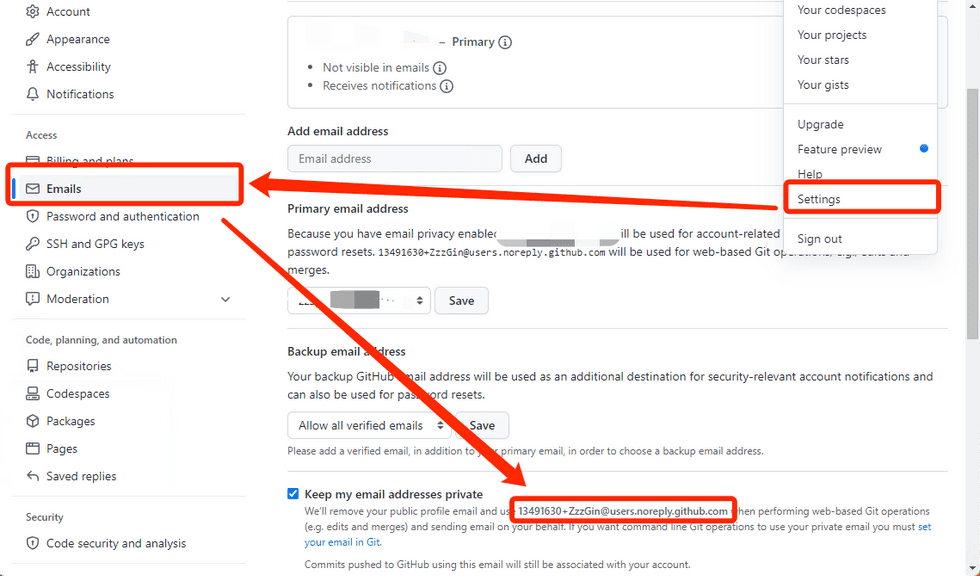 Account
Appearance
Accessibility
Notifications
Access
Billing and plans
Emails
Password and authentication
SSH and GPG keys
Organizations
Moderation
Code, planning, and automation
Repositories
Codespaces
Packages
Pages
Saved replies
Security
Code security and analysis
– Primary
Not visible in emails
Receives notifications
Add email address
Email address
Add
Primary email address
Because you have email privacy enabled will be used for account-related
password resets. 13491630+ZzzGin@users.noreply.github.com will be used for web-based Git operations, e.g., edits and
merges.
Save
Backup email address
Your backup GitHub email address will be used as an additional destination for security-relevant account notifications and
can also be used for password resets.
Allow all verified emails
Save
Please add a verified email, in addition to your primary email, in order to choose a backup email address.
Keep my email addresses private
We'll remove your public profile email and use 13491630+ZzzGin@users.noreply.github.com when performing web-based Git operations
(e.g. edits and merges) and sending email on your behalf. If you want command line Git operations to use your private email you must set
your email in Git.
Commits pushed to GitHub using this email will still be associated with your account.
Your codespaces
Your projects
Your stars
Your gists
Upgrade
Feature preview
Help
Settings
Sign out